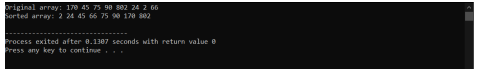 Original array: 170 45 75 90 802 24 2 66
Sorted array: 2 24 45 66 75 90 170 802
--------------------------------
Process exited after 0.1307 seconds with return value 0
Press any key to continue . . .